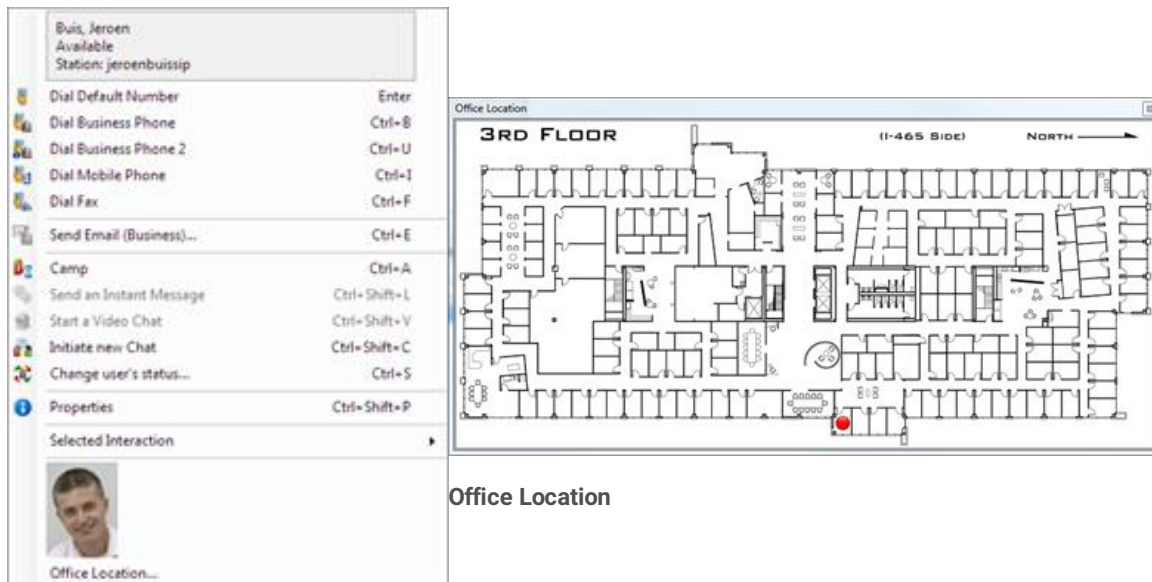 Buis, Jeroen
Available
Station: jeroenbuissip
Dial Default Number Enter
Dial Business Phone Ctrl+B
Dial Business Phone 2 Ctrl+U
Dial Mobile Phone Ctrl+I
Dial Fax Ctrl+F
Send Email (Business)... Ctrl+E
Camp Ctrl+A
Send an Instant Message Ctrl+Shift+L
Start a Video Chat Ctrl+Shift+V
Initiate new Chat Ctrl+Shift+C
Change user's status... Ctrl+S
Properties Ctrl+Shift+P
Selected Interaction
Office Location...
Office Location
3RD FLOOR (I-465 SIDE) NORTH
Office Location